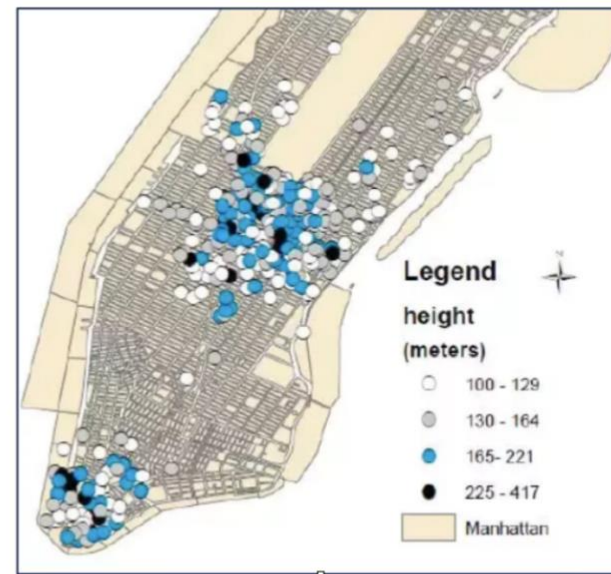 Legend
height
(meters)
100 - 129
130 - 164
165- 221
225 - 417
Manhattan